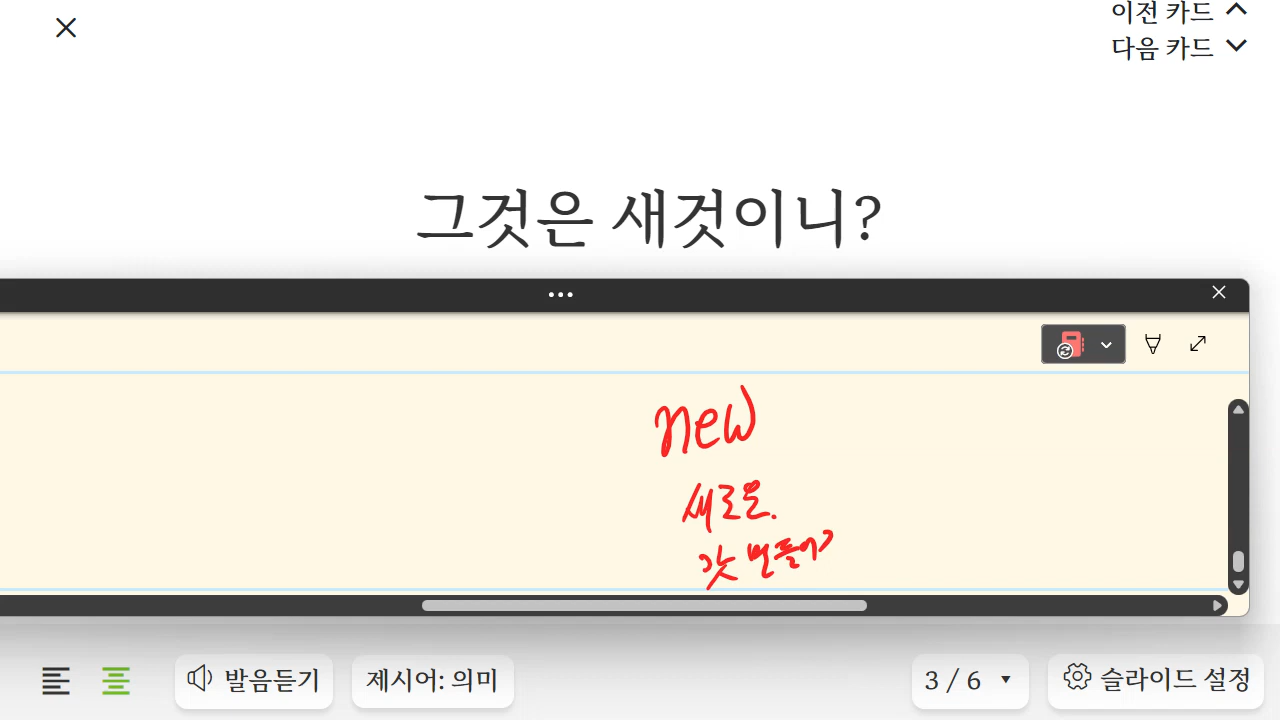 이전 카드
다음 카드
그것은 새것이니?
new
새로운.
갓 만들어
발음듣기
제시어: 의미
3 / 6
슬라이드 설정